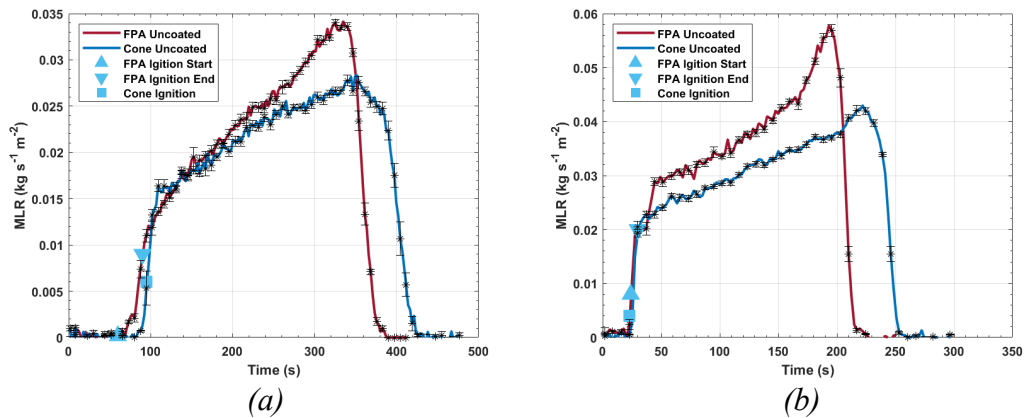 FPA Uncoated
Cone Uncoated
FPA Igition Start
FPA Ignition End
Cone Ignition
MLR (kg s⁻¹ m⁻²)
0.035
0.03
0.025
0.02
0.015
0.01
0.005
0
0 100 200 300 400 500
Time (s)
(a)
FPA Uncoated
Cone Uncoated
FPA Igition Start
FPA Ignition End
Cone Ignition
MLR (kg s⁻¹ m⁻²)
0.06
0.05
0.04
0.03
0.02
0.01
0
0 50 100 150 200 250 300 350
Time (s)
(b)